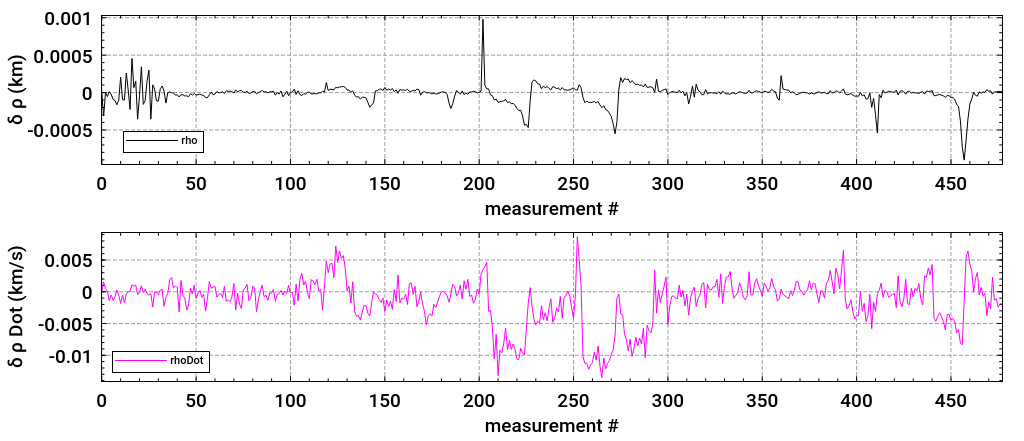 0.001
0.0005
0
-0.0005
δ ρ (km)
rho
0 50 100 150 200 250 300 350 400 450
measurement #
0.005
0
-0.005
-0.01
δ ρ Dot (km/s)
rhoDot
0 50 100 150 200 250 300 350 400 450
measurement #